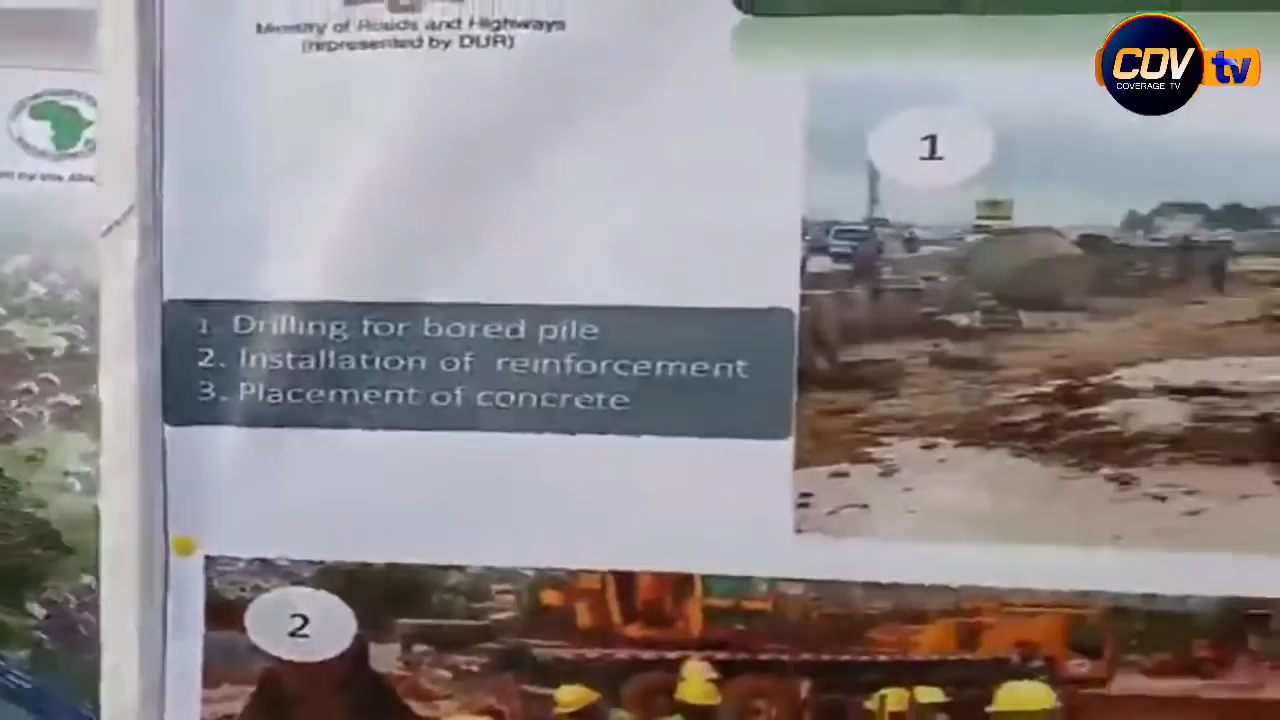 Ministry of Roads and Highways
(represented by DUR)
CDV tv
COVERAGE TV
1
1. Drilling for bored pile
2. Installation of reinforcement
3. Placement of concrete
2